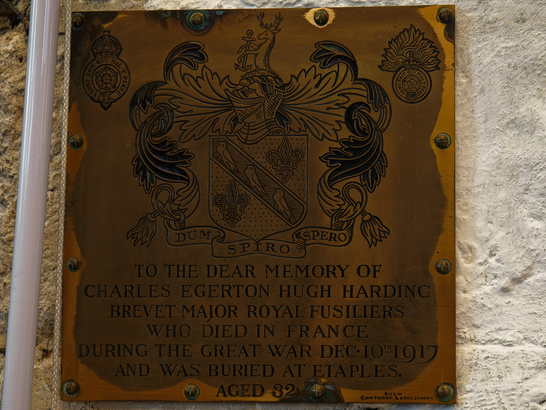 DUM SPIRO SPERO
TO THE DEAR MEMORY OF
CHARLES EGERTON HUGH HARDING
BREVET MAJOR ROYAL FUSILIERS
WHO DIED IN FRANCE
DURING THE GREAT WAR DEC. 10TH 1917
AND WAS BURIED AT ETAPLES.
AGED 32